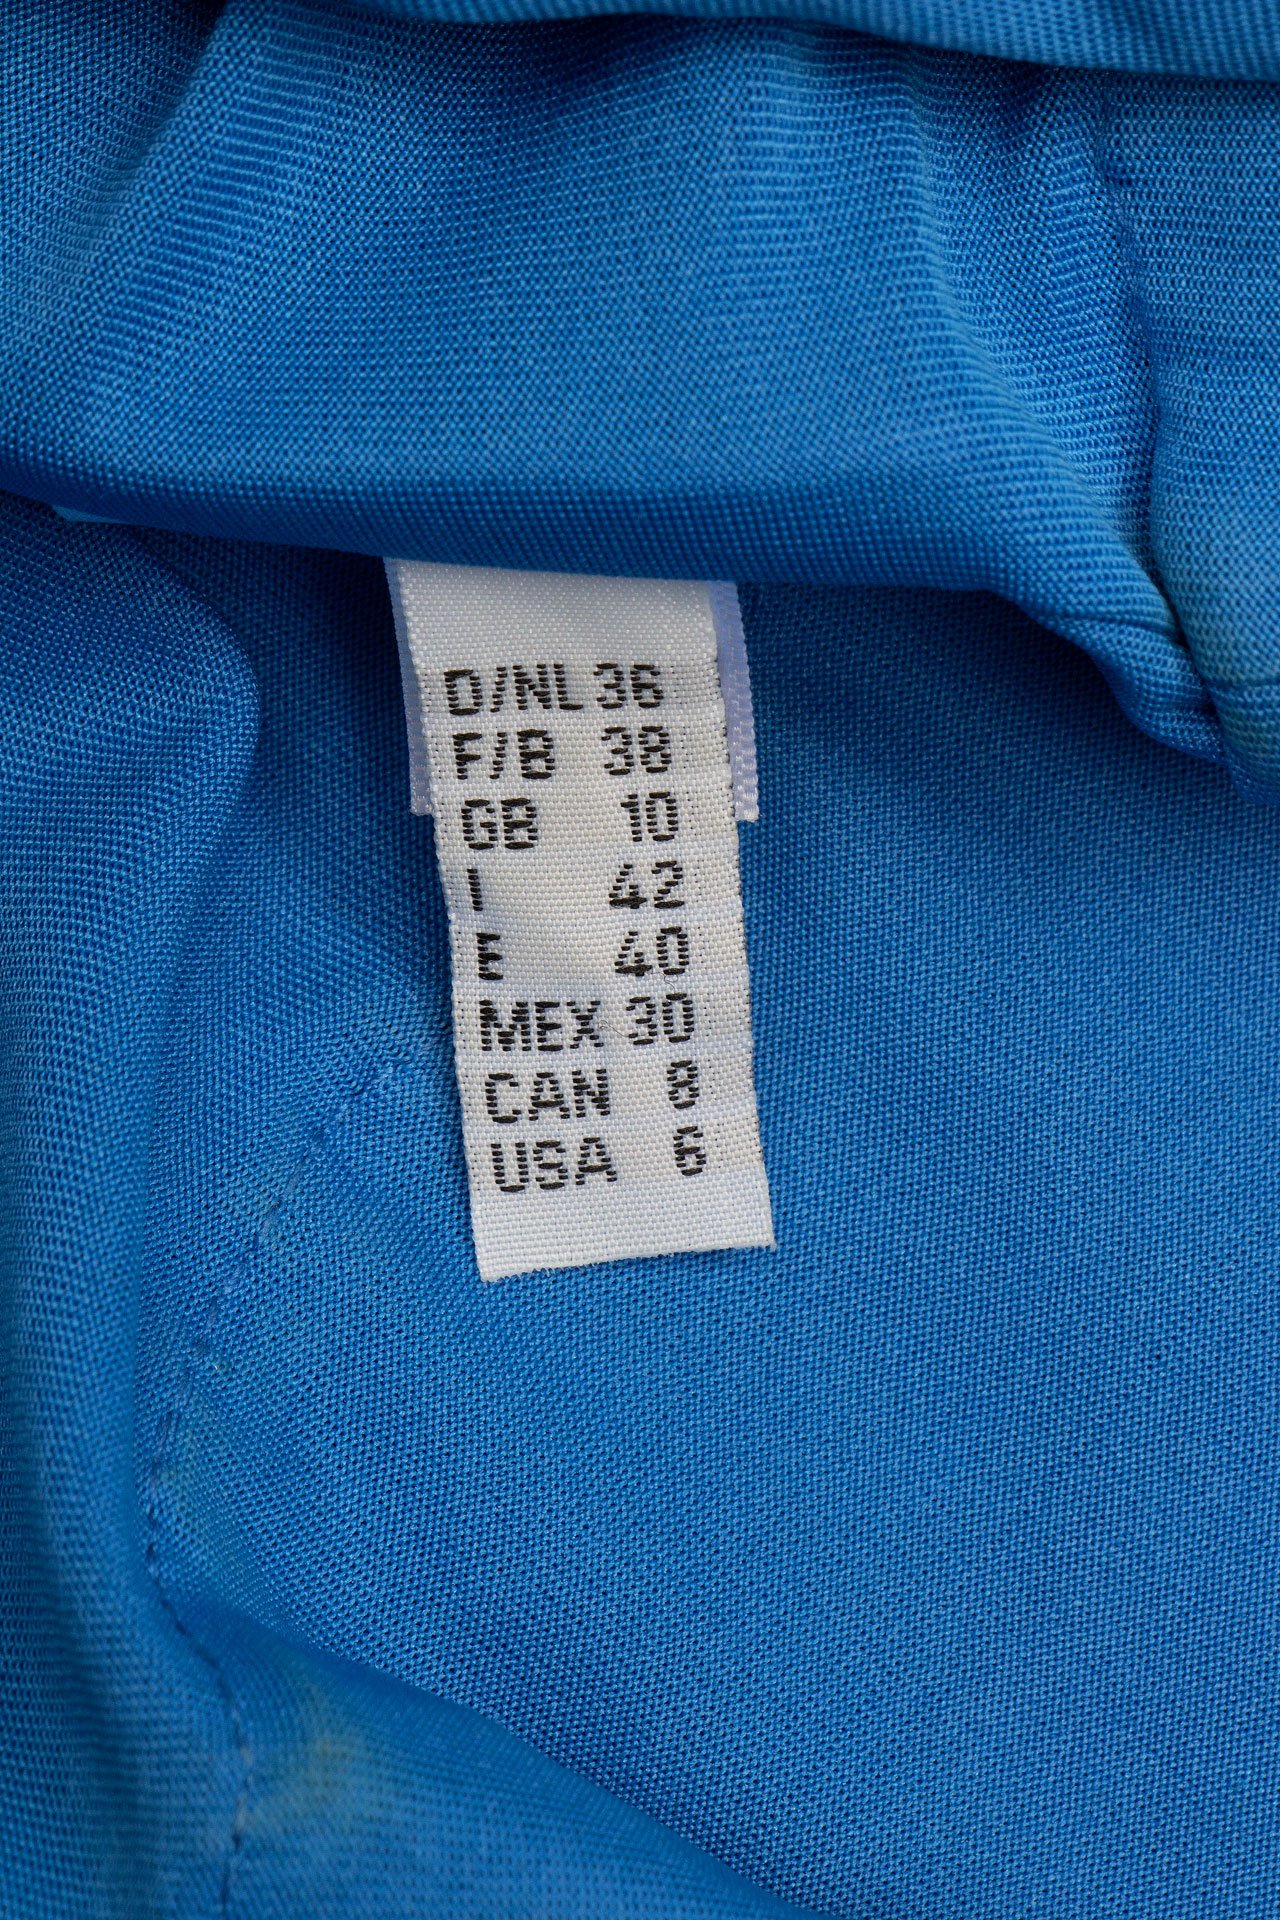 D/NL 36
F/B 38
GB 10
I 42
E 40
MEX 30
CAN 8
USA 6